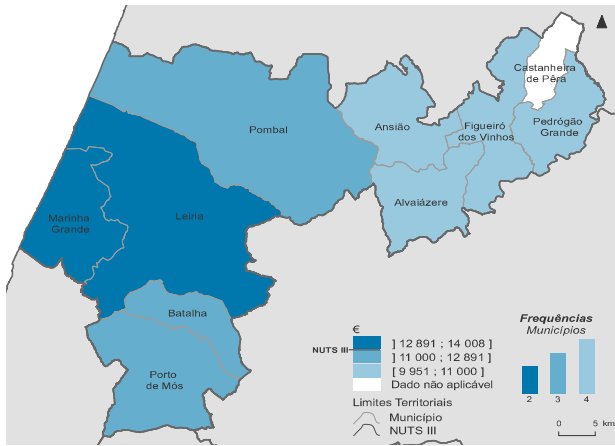 Castanheira
de Pêra
Pombal
Ansião
Figueiró
dos Vinhos
Pedrógão
Grande
Alvaiázere
Marinha
Grande
Leiria
Batalha
Porto
de Mós
€
NUTS III
] 12 891 ; 14 008 ]
] 11 000 ; 12 891 ]
[ 9 951 ; 11 000 ]
Dado não aplicável
Limites Territoriais
Município
NUTS III
Frequências
Municípios
2 3 4
0 5 km